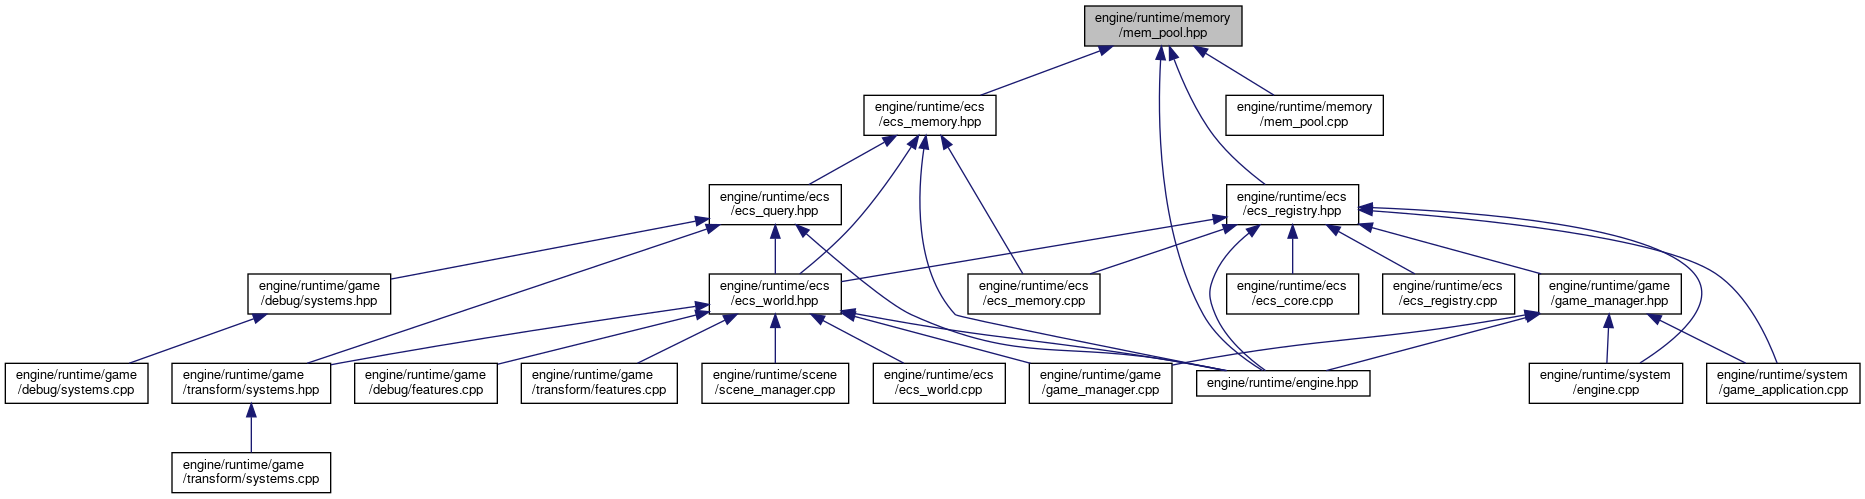 engine/runtime/memory
/mem_pool.hpp
engine/runtime/ecs
/ecs_memory.hpp
engine/runtime/memory
/mem_pool.cpp
engine/runtime/ecs
/ecs_query.hpp
engine/runtime/ecs
/ecs_registry.hpp
engine/runtime/game
/debug/systems.hpp
engine/runtime/ecs
/ecs_world.hpp
engine/runtime/ecs
/ecs_memory.cpp
engine/runtime/ecs
/ecs_core.cpp
engine/runtime/ecs
/ecs_registry.cpp
engine/runtime/game
/game_manager.hpp
engine/runtime/game
/debug/systems.cpp
engine/runtime/game
/transform/systems.hpp
engine/runtime/game
/debug/features.cpp
engine/runtime/game
/transform/features.cpp
engine/runtime/scene
/scene_manager.cpp
engine/runtime/ecs
/ecs_world.cpp
engine/runtime/game
/game_manager.cpp
engine/runtime/engine.hpp
engine/runtime/system
/engine.cpp
engine/runtime/system
/game_application.cpp
engine/runtime/game
/transform/systems.cpp